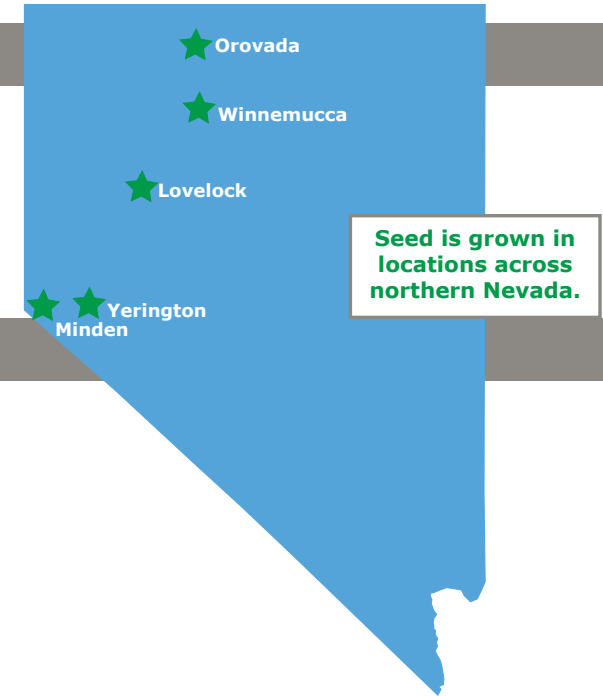 Orovada
Winnemucca
Lovelock
Seed is grown in
locations across
northern Nevada.
Yerington
Minden